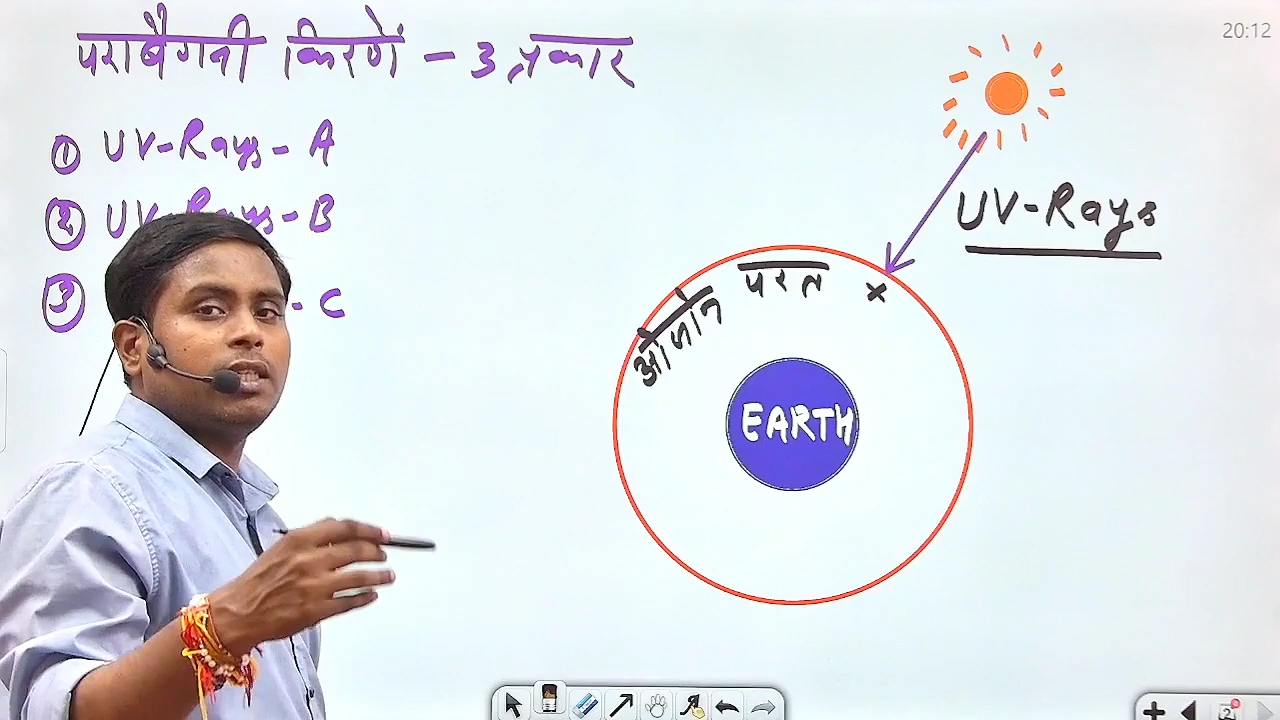 पराबैगनी किरणें - 3 प्रकार
① UV-Rays-A
② UV-Rays-B
③ - C
20:12
UV-Rays
ओजोन परत
×
EARTH
2